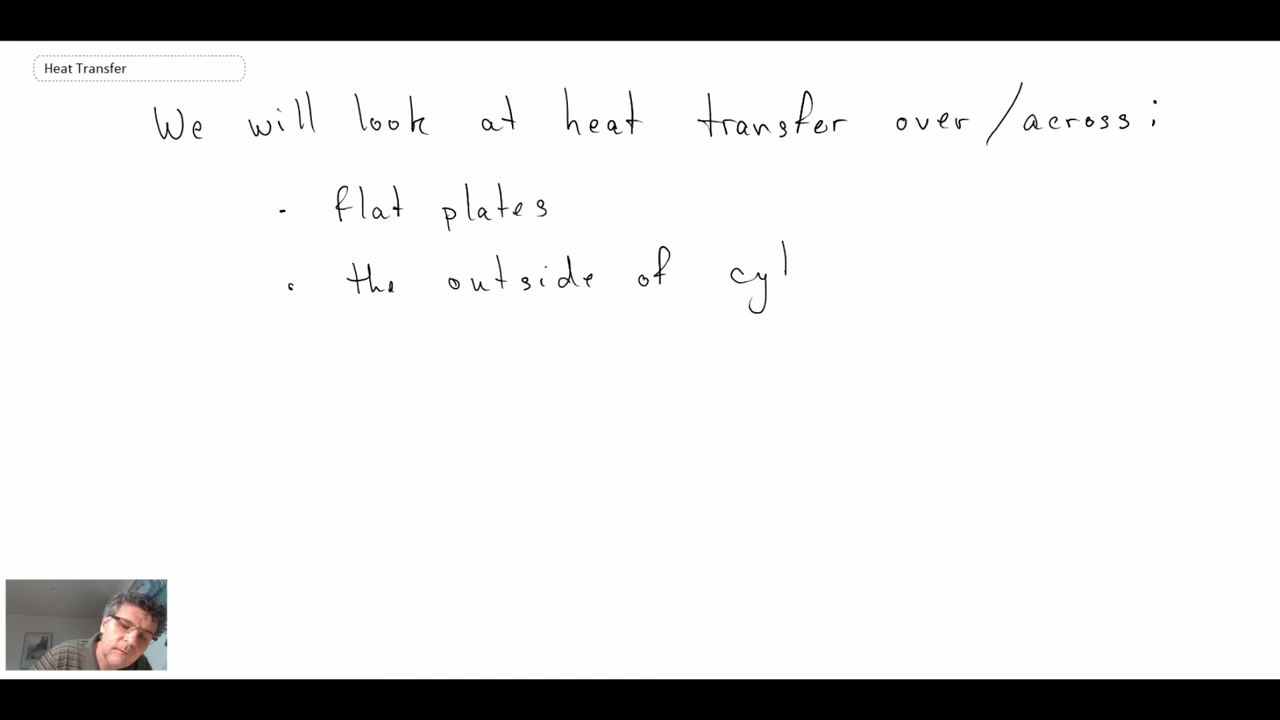 Heat Transfer
We will look at heat transfer over/across:
· flat plates
· the outside of cyl